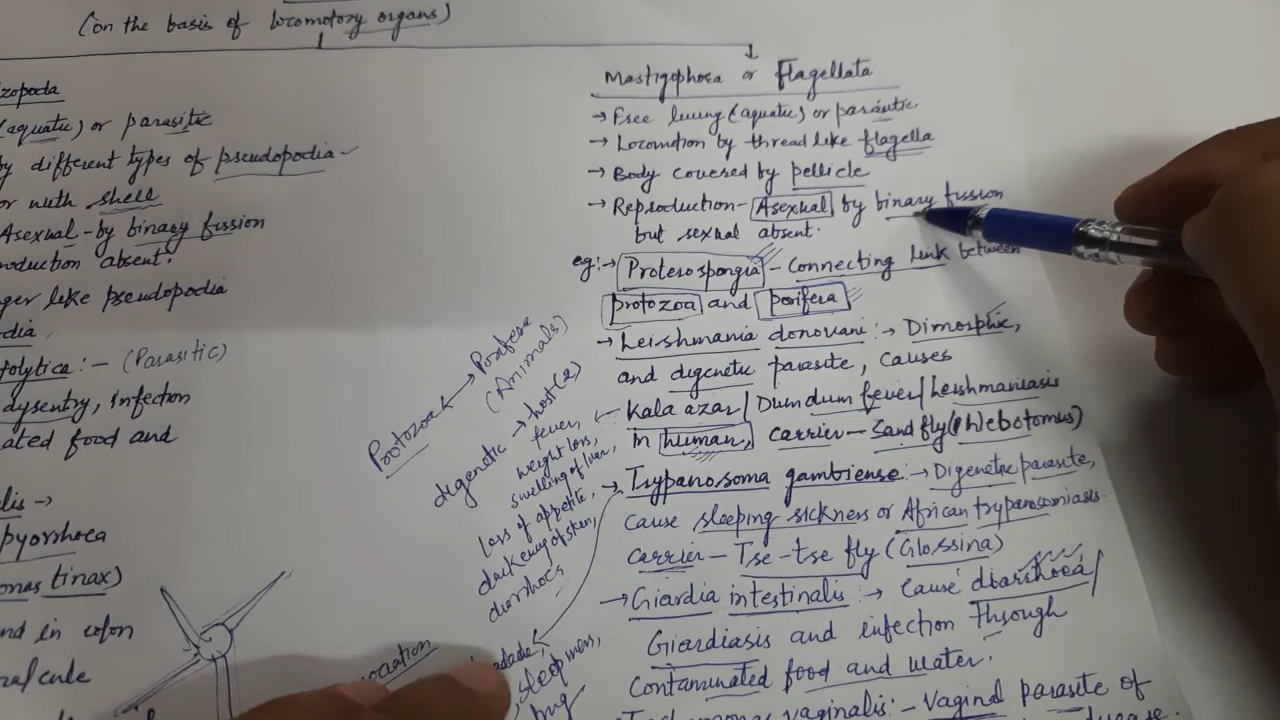 (on the basis of locomotory organs)
zopoda
(aquatic) or parasitic
by different types of pseudopodia
or with shell
Asexual - by binary fission
oduction absent.
ger like pseudopodia
dia
folytica :- (Parasitic)
dysentry, infection
ated food and
lis →
pyorrhoea
onas tinax)
nd in colon
Mastigophora or Flagellata
→ Free living (aquatic) or parasitic
→ Locomotion by thread like flagella
→ Body covered by pellicle
→ Reproduction - Asexual by binary fission
but sexual absent.
eg:→ Proterospongia - Connecting link between
protozoa and porifera
→ Leishmania donovani :→ Dimorphic,
and digenetic parasite, causes
Kala azar / Dumdum fever / Leishmaniasis
in human, carrier - Sand fly (Phlebotomus)
→ Trypanosoma gambiense :→ Digenetic parasite,
cause sleeping sickness or African trypanosomiasis.
carrier - Tse-tse fly (Glossina)
→ Giardia intestinalis :→ cause diarrhoea /
Giardiasis and infection through
contaminated food and water.
vaginalis :- Vaginal parasite of
Protozoa ↔ Porifera
(Animals)
digenetic → host(2)
fever,
weight loss,
swelling of liver,
loss of appetite,
darkening of skin,
diarrhoea
sleepiness,